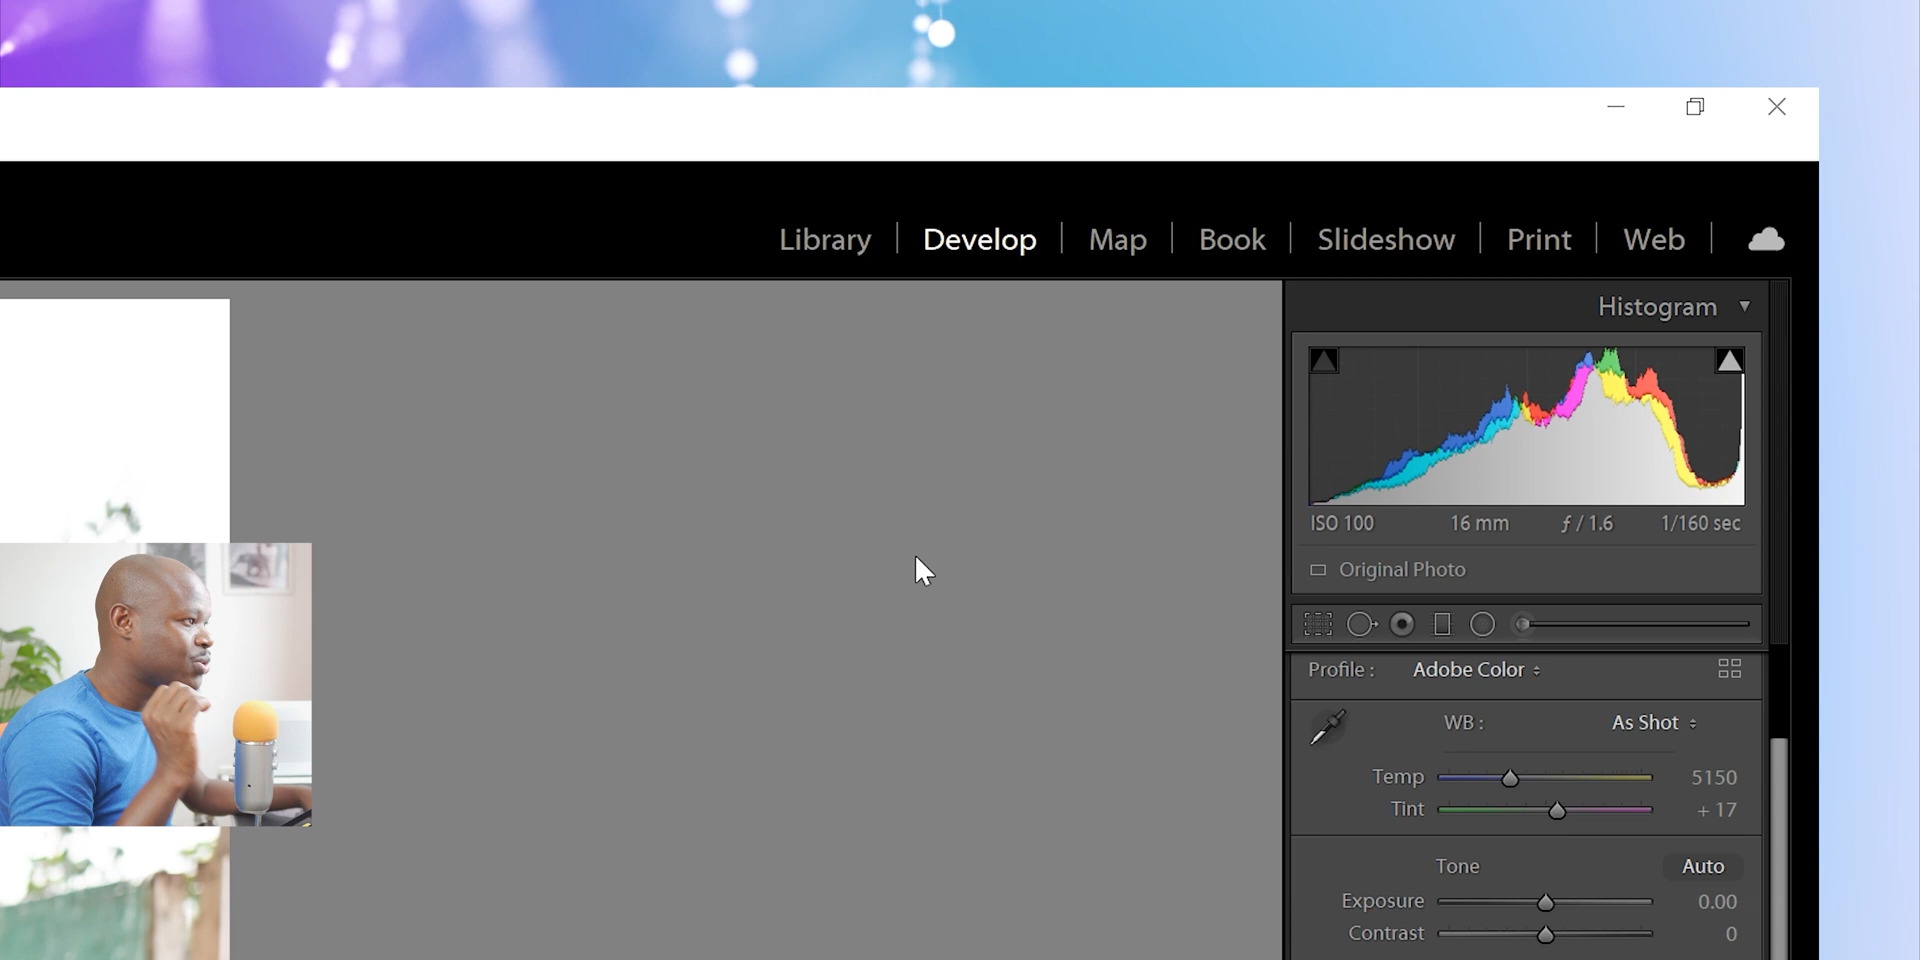 Library | Develop | Map | Book | Slideshow | Print | Web |
Histogram
ISO 100 16 mm ƒ / 1.6 1/160 sec
Original Photo
Profile : Adobe Color
WB : As Shot
Temp 5150
Tint + 17
Tone Auto
Exposure 0.00
Contrast 0